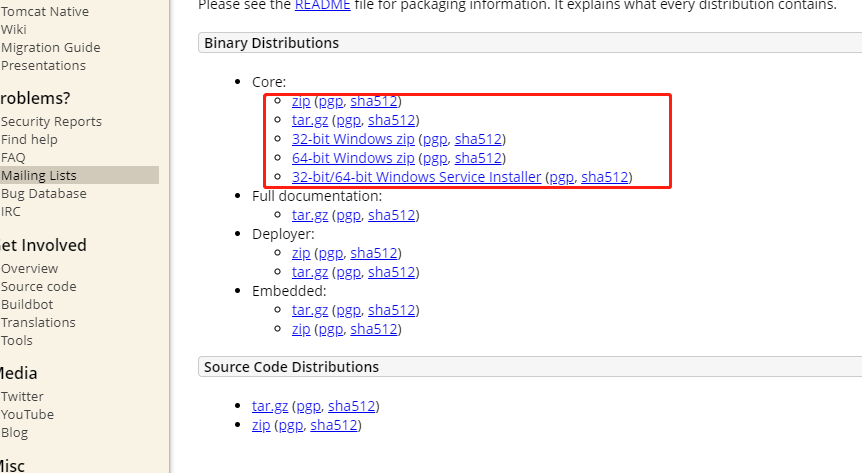 Tomcat Native
Wiki
Migration Guide
Presentations
roblems?
Security Reports
Find help
FAQ
Mailing Lists
Bug Database
IRC
et Involved
Overview
Source code
Buildbot
Translations
Tools
Media
Twitter
YouTube
Blog
Misc
Please see the README file for packaging information. It explains what every distribution contains.
Binary Distributions
Core:
zip (pgp, sha512)
tar.gz (pgp, sha512)
32-bit Windows zip (pgp, sha512)
64-bit Windows zip (pgp, sha512)
32-bit/64-bit Windows Service Installer (pgp, sha512)
Full documentation:
tar.gz (pgp, sha512)
Deployer:
zip (pgp, sha512)
tar.gz (pgp, sha512)
Embedded:
tar.gz (pgp, sha512)
zip (pgp, sha512)
Source Code Distributions
tar.gz (pgp, sha512)
zip (pgp, sha512)